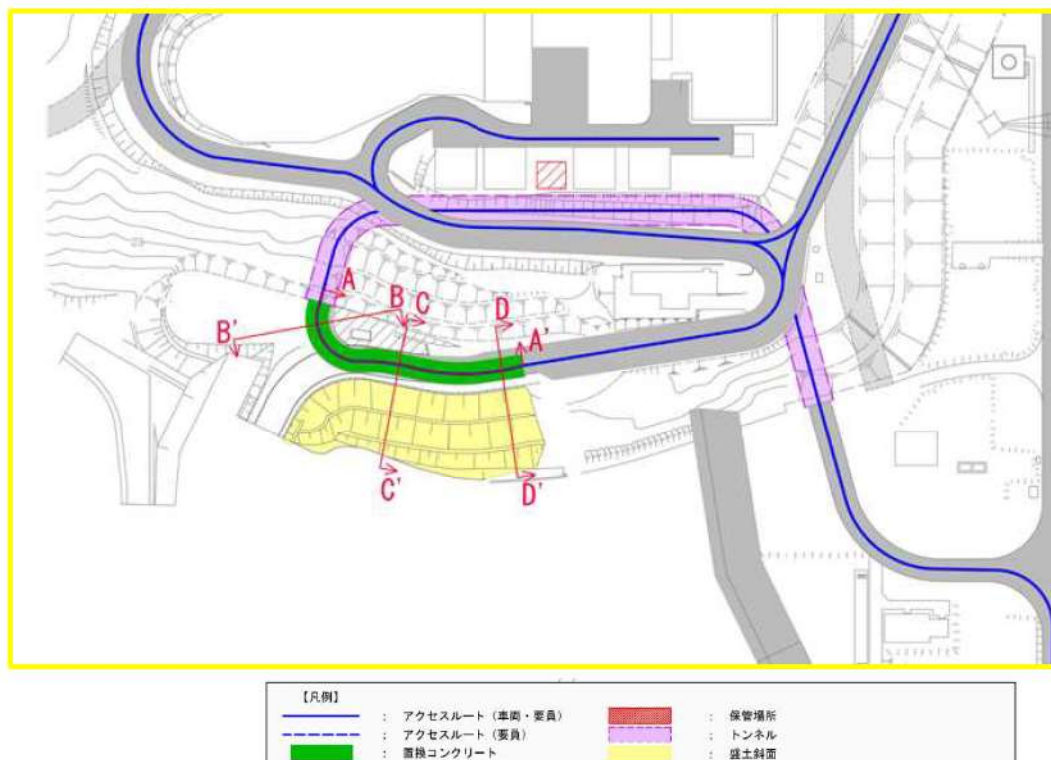 A
B
C
D
B'
A'
C'
D'
【凡例】
: アクセスルート（車両・要員） : 保管場所
: アクセスルート（要員） : トンネル
: 置換コンクリート : 盛土斜面